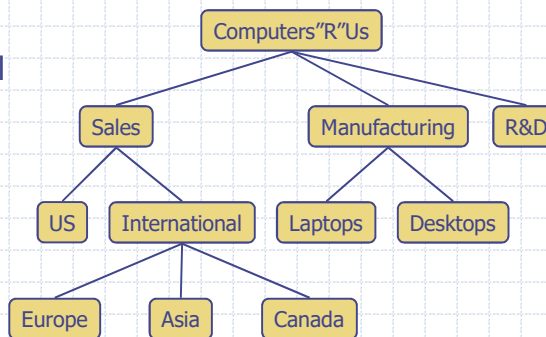 Computers”R”Us
Sales
Manufacturing
R&D
US
International
Laptops
Desktops
Europe
Asia
Canada